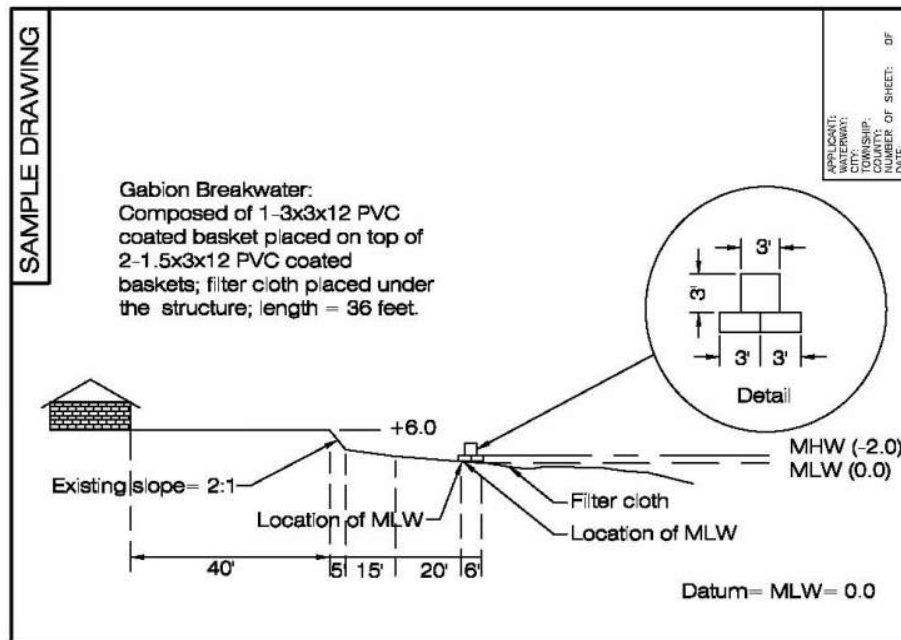 SAMPLE DRAWING
APPLICANT:
WATERWAY:
CITY:
TOWNSHIP:
COUNTY:
NUMBER OF SHEET: OF
DATE:
Gabion Breakwater:
Composed of 1-3x3x12 PVC
coated basket placed on top of
2-1.5x3x12 PVC coated
baskets; filter cloth placed under
the structure; length = 36 feet.
3'
3'
3' 3'
Detail
+6.0
MHW (-2.0)
MLW (0.0)
Existing slope= 2:1
Filter cloth
Location of MLW
Location of MLW
40' 5' 15' 20' 6'
Datum= MLW= 0.0